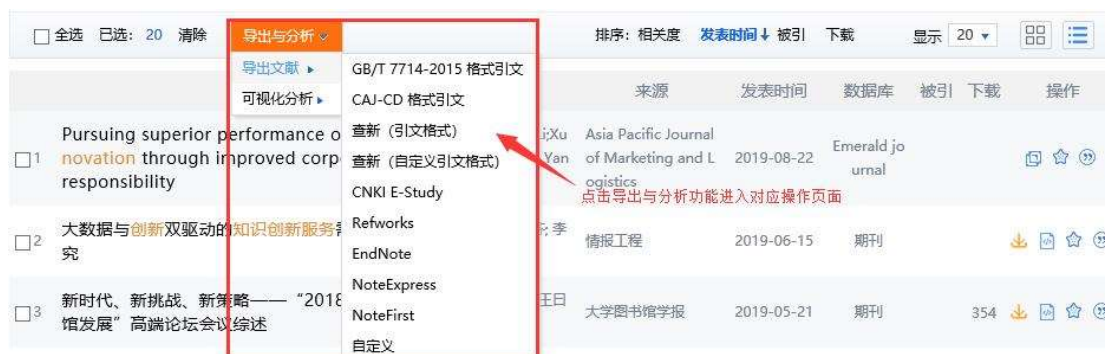 全选 已选: 20 清除 导出与分析 排序: 相关度 发表时间↓ 被引 下载 显示 20
导出文献
可视化分析
GB/T 7714-2015 格式引文
CAJ-CD 格式引文
查新 (引文格式)
查新 (自定义引文格式)
CNKI E-Study
Refworks
EndNote
NoteExpress
NoteFirst
自定义
来源 发表时间 数据库 被引 下载 操作
1 Pursuing superior performance o
novation through improved corp
responsibility
Xu
Yan
Asia Pacific Journal
of Marketing and L
ogistics
2019-08-22
Emerald jo
urnal
点击导出与分析功能进入对应操作页面
2 大数据与创新双驱动的知识创新服务
究
李
情报工程 2019-06-15 期刊
3 新时代、新挑战、新策略——“2018
馆发展”高端论坛会议综述
王日
大学图书馆学报 2019-05-21 期刊 354